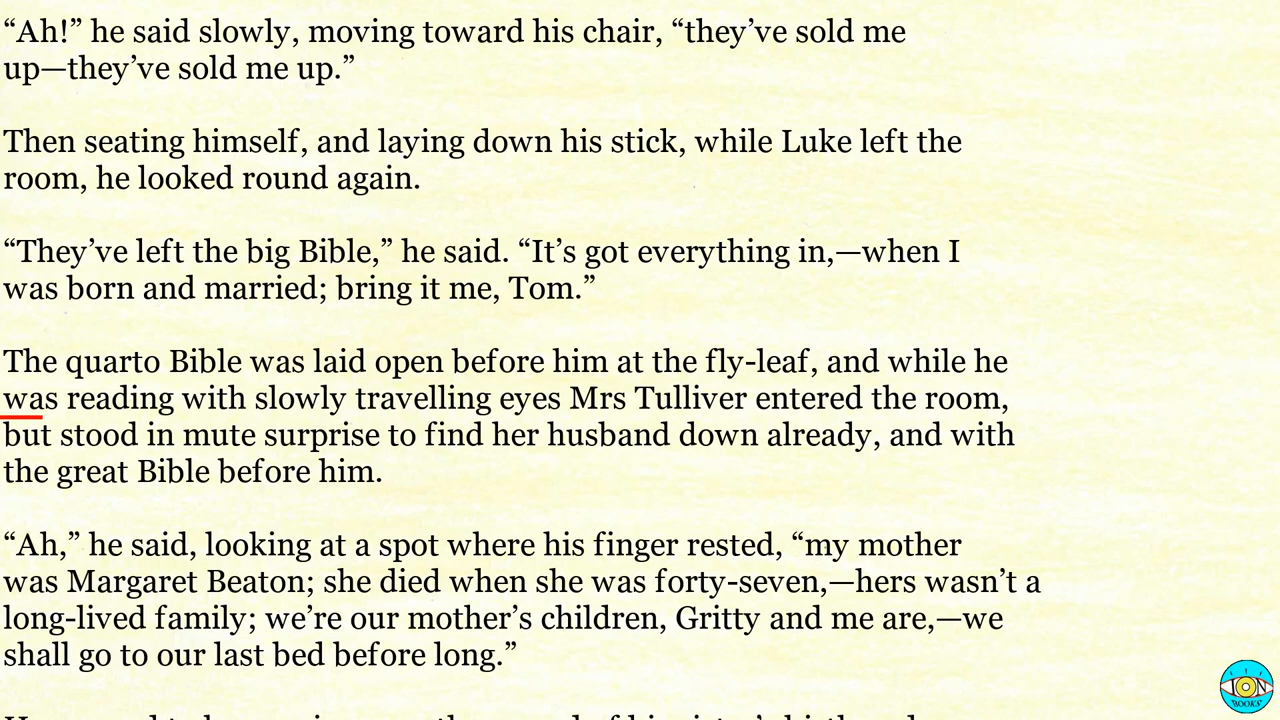 “Ah!” he said slowly, moving toward his chair, “they’ve sold me
up—they’ve sold me up.”
Then seating himself, and laying down his stick, while Luke left the
room, he looked round again.
“They’ve left the big Bible,” he said. “It’s got everything in,—when I
was born and married; bring it me, Tom.”
The quarto Bible was laid open before him at the fly-leaf, and while he
was reading with slowly travelling eyes Mrs Tulliver entered the room,
but stood in mute surprise to find her husband down already, and with
the great Bible before him.
“Ah,” he said, looking at a spot where his finger rested, “my mother
was Margaret Beaton; she died when she was forty-seven,—hers wasn’t a
long-lived family; we’re our mother’s children, Gritty and me are,—we
shall go to our last bed before long.”
ION
BOOKS